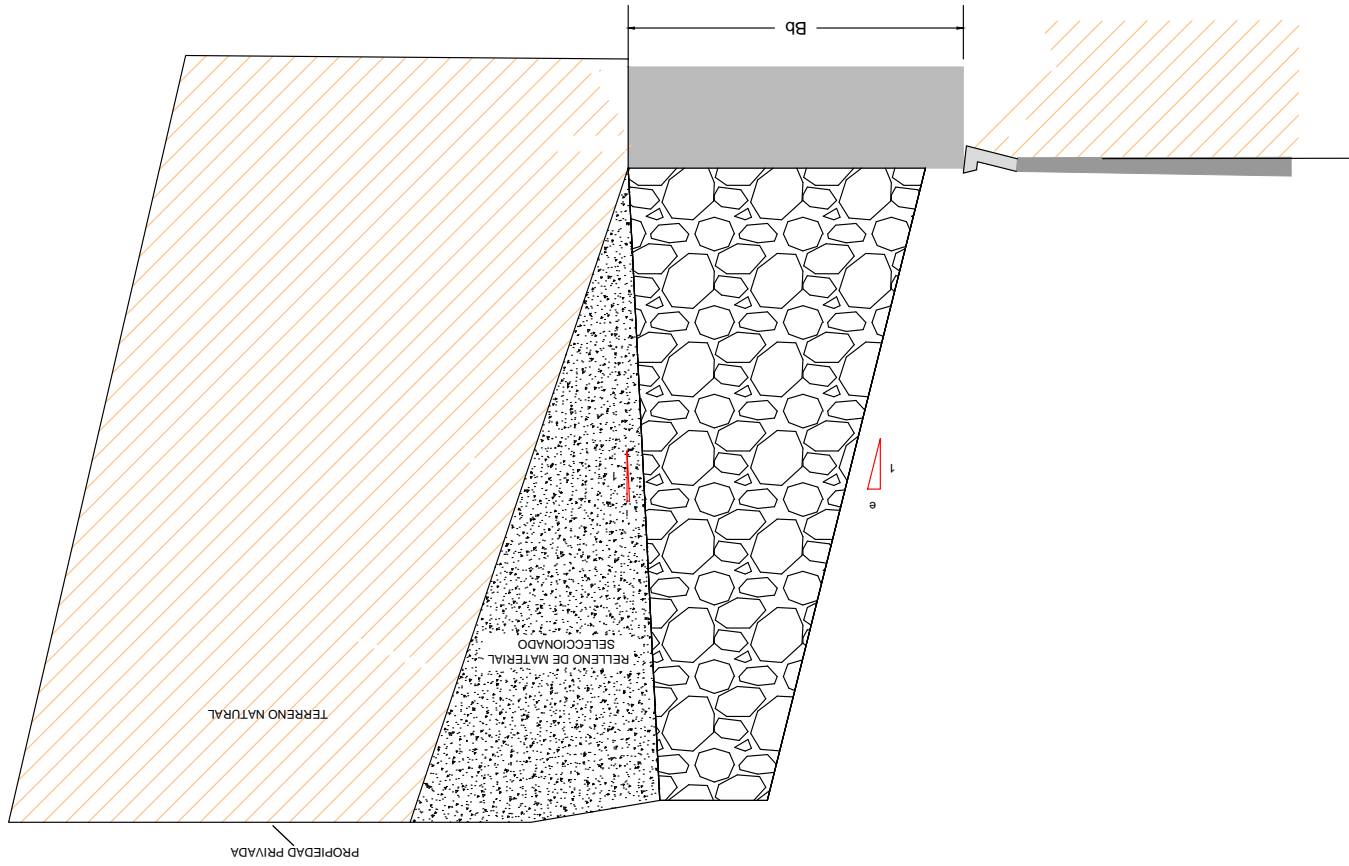 PROPIEDAD PRIVADA
TERRENO NATURAL
RELLENO DE MATERIAL
SELECCIONADO
e
i
1
1
Bb